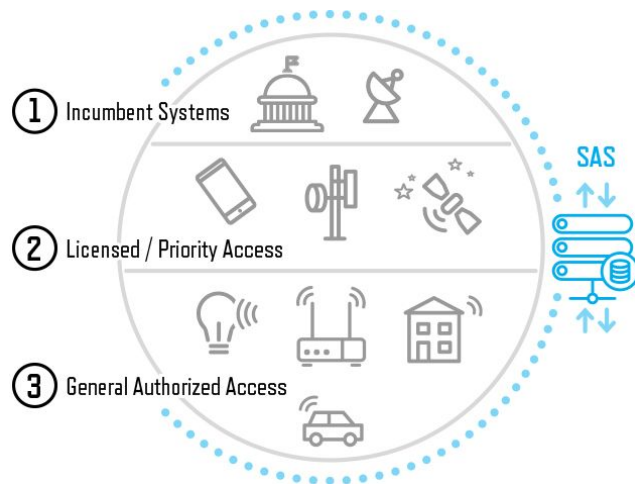 1 Incumbent Systems
SAS
2 Licensed / Priority Access
3 General Authorized Access